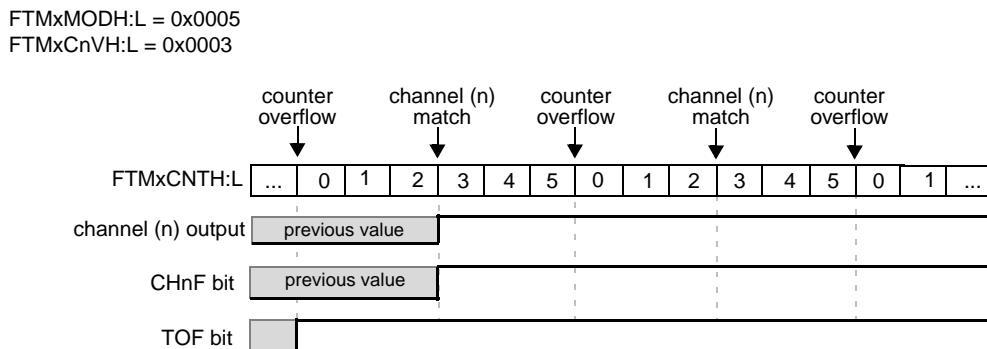 FTMxMODH:L = 0x0005
FTMxCnVH:L = 0x0003
counter overflow channel (n) match counter overflow channel (n) match counter overflow
FTMxCNTH:L ... 0 1 2 3 4 5 0 1 2 3 4 5 0 1 ...
channel (n) output previous value
CHnF bit previous value
TOF bit